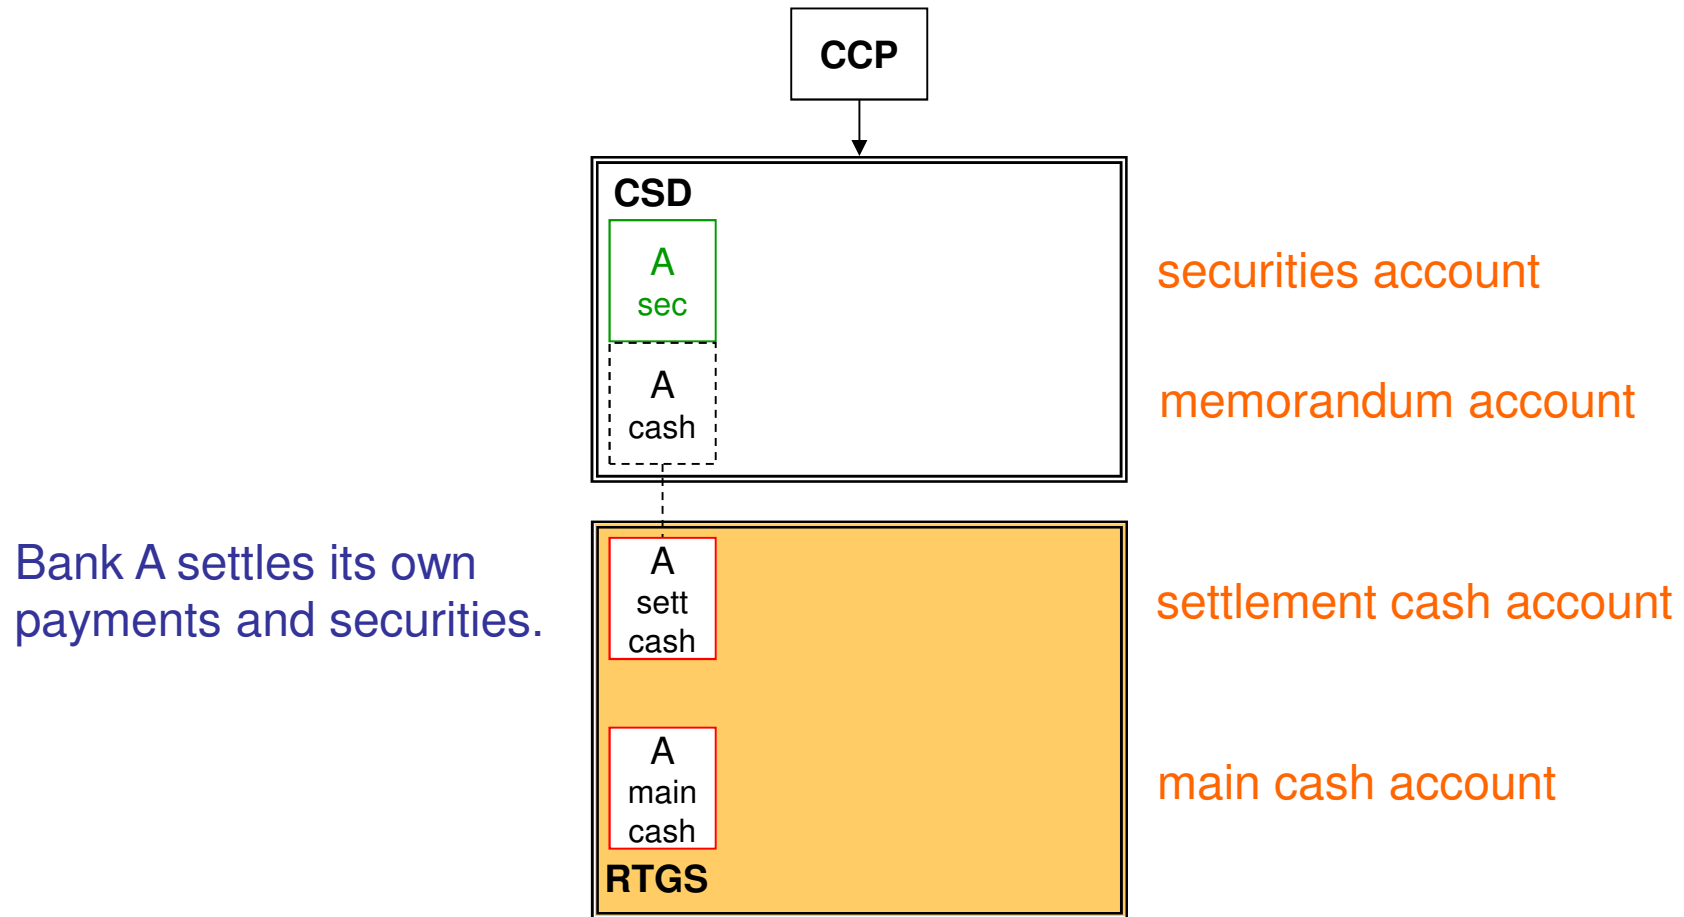 CCP
CSD
A
sec
securities account
A
cash
memorandum account
Bank A settles its own
payments and securities.
A
sett
cash
settlement cash account
A
main
cash
main cash account
RTGS